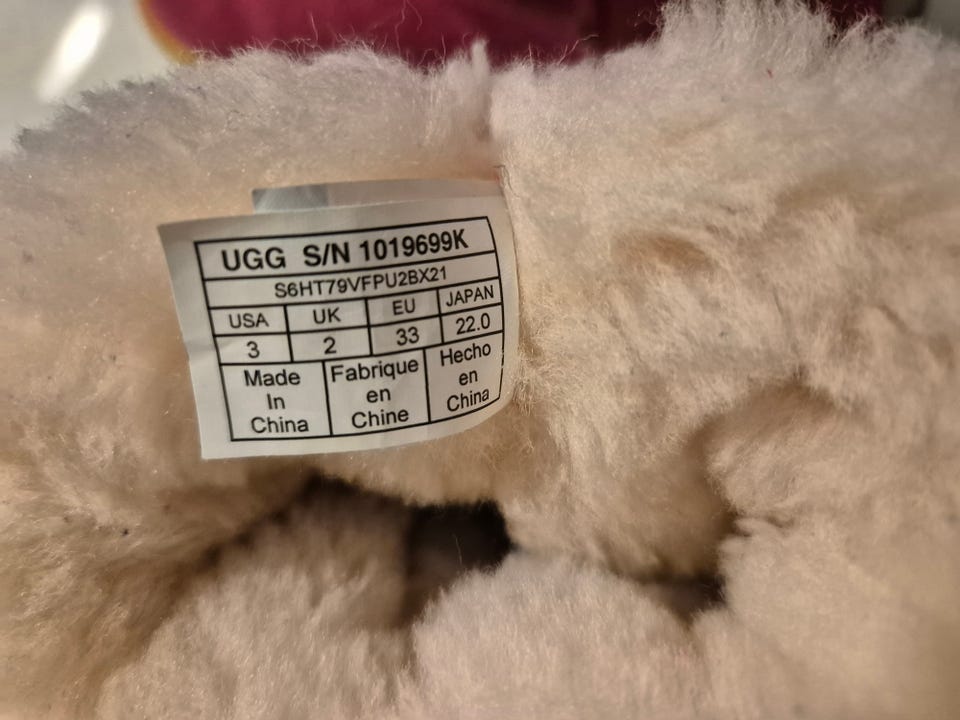 UGG S/N 1019699K
S6HT79VFPU2BX21
USA UK EU JAPAN
3 2 33 22.0
Made In China
Fabrique en Chine
Hecho en China